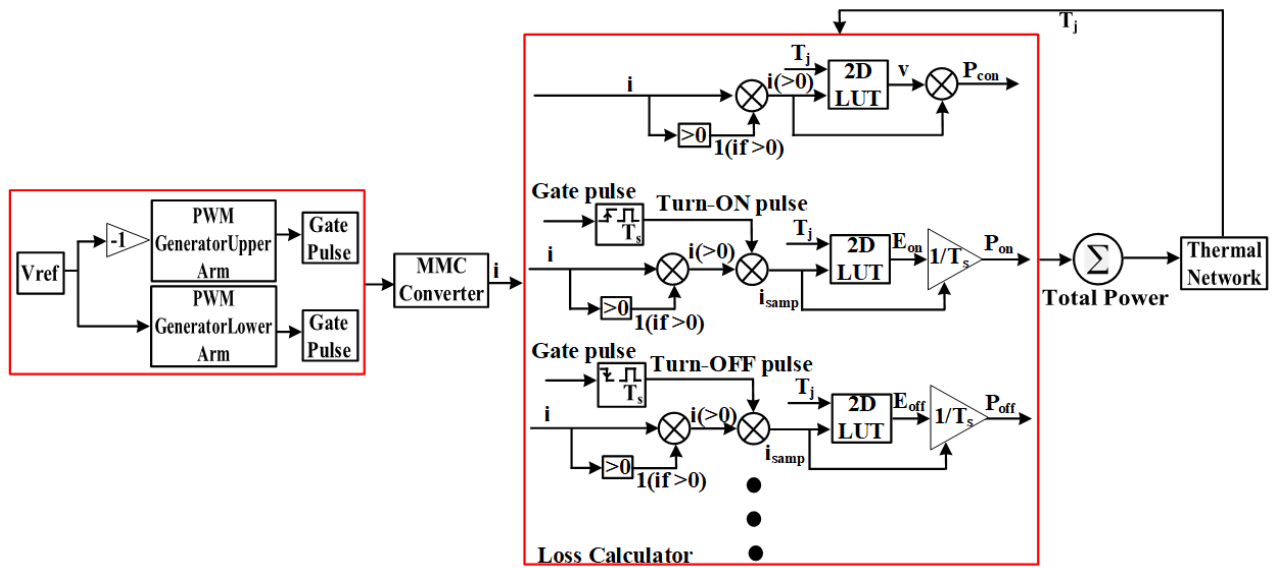 Vref
-1
PWM
GeneratorUpper
Arm
Gate
Pulse
PWM
GeneratorLower
Arm
Gate
Pulse
MMC
Converter
i
i
>0
1(if >0)
i(>0)
Tj
2D
LUT
v
Pcon
Gate pulse
Ts
Turn-ON pulse
i
>0
1(if >0)
i(>0)
isamp
Tj
2D
LUT
Eon
1/Ts
Pon
Gate pulse
Ts
Turn-OFF pulse
i
>0
1(if >0)
i(>0)
isamp
Tj
2D
LUT
Eoff
1/Ts
Poff
Loss Calculator
Σ
Total Power
Thermal
Network
Tj